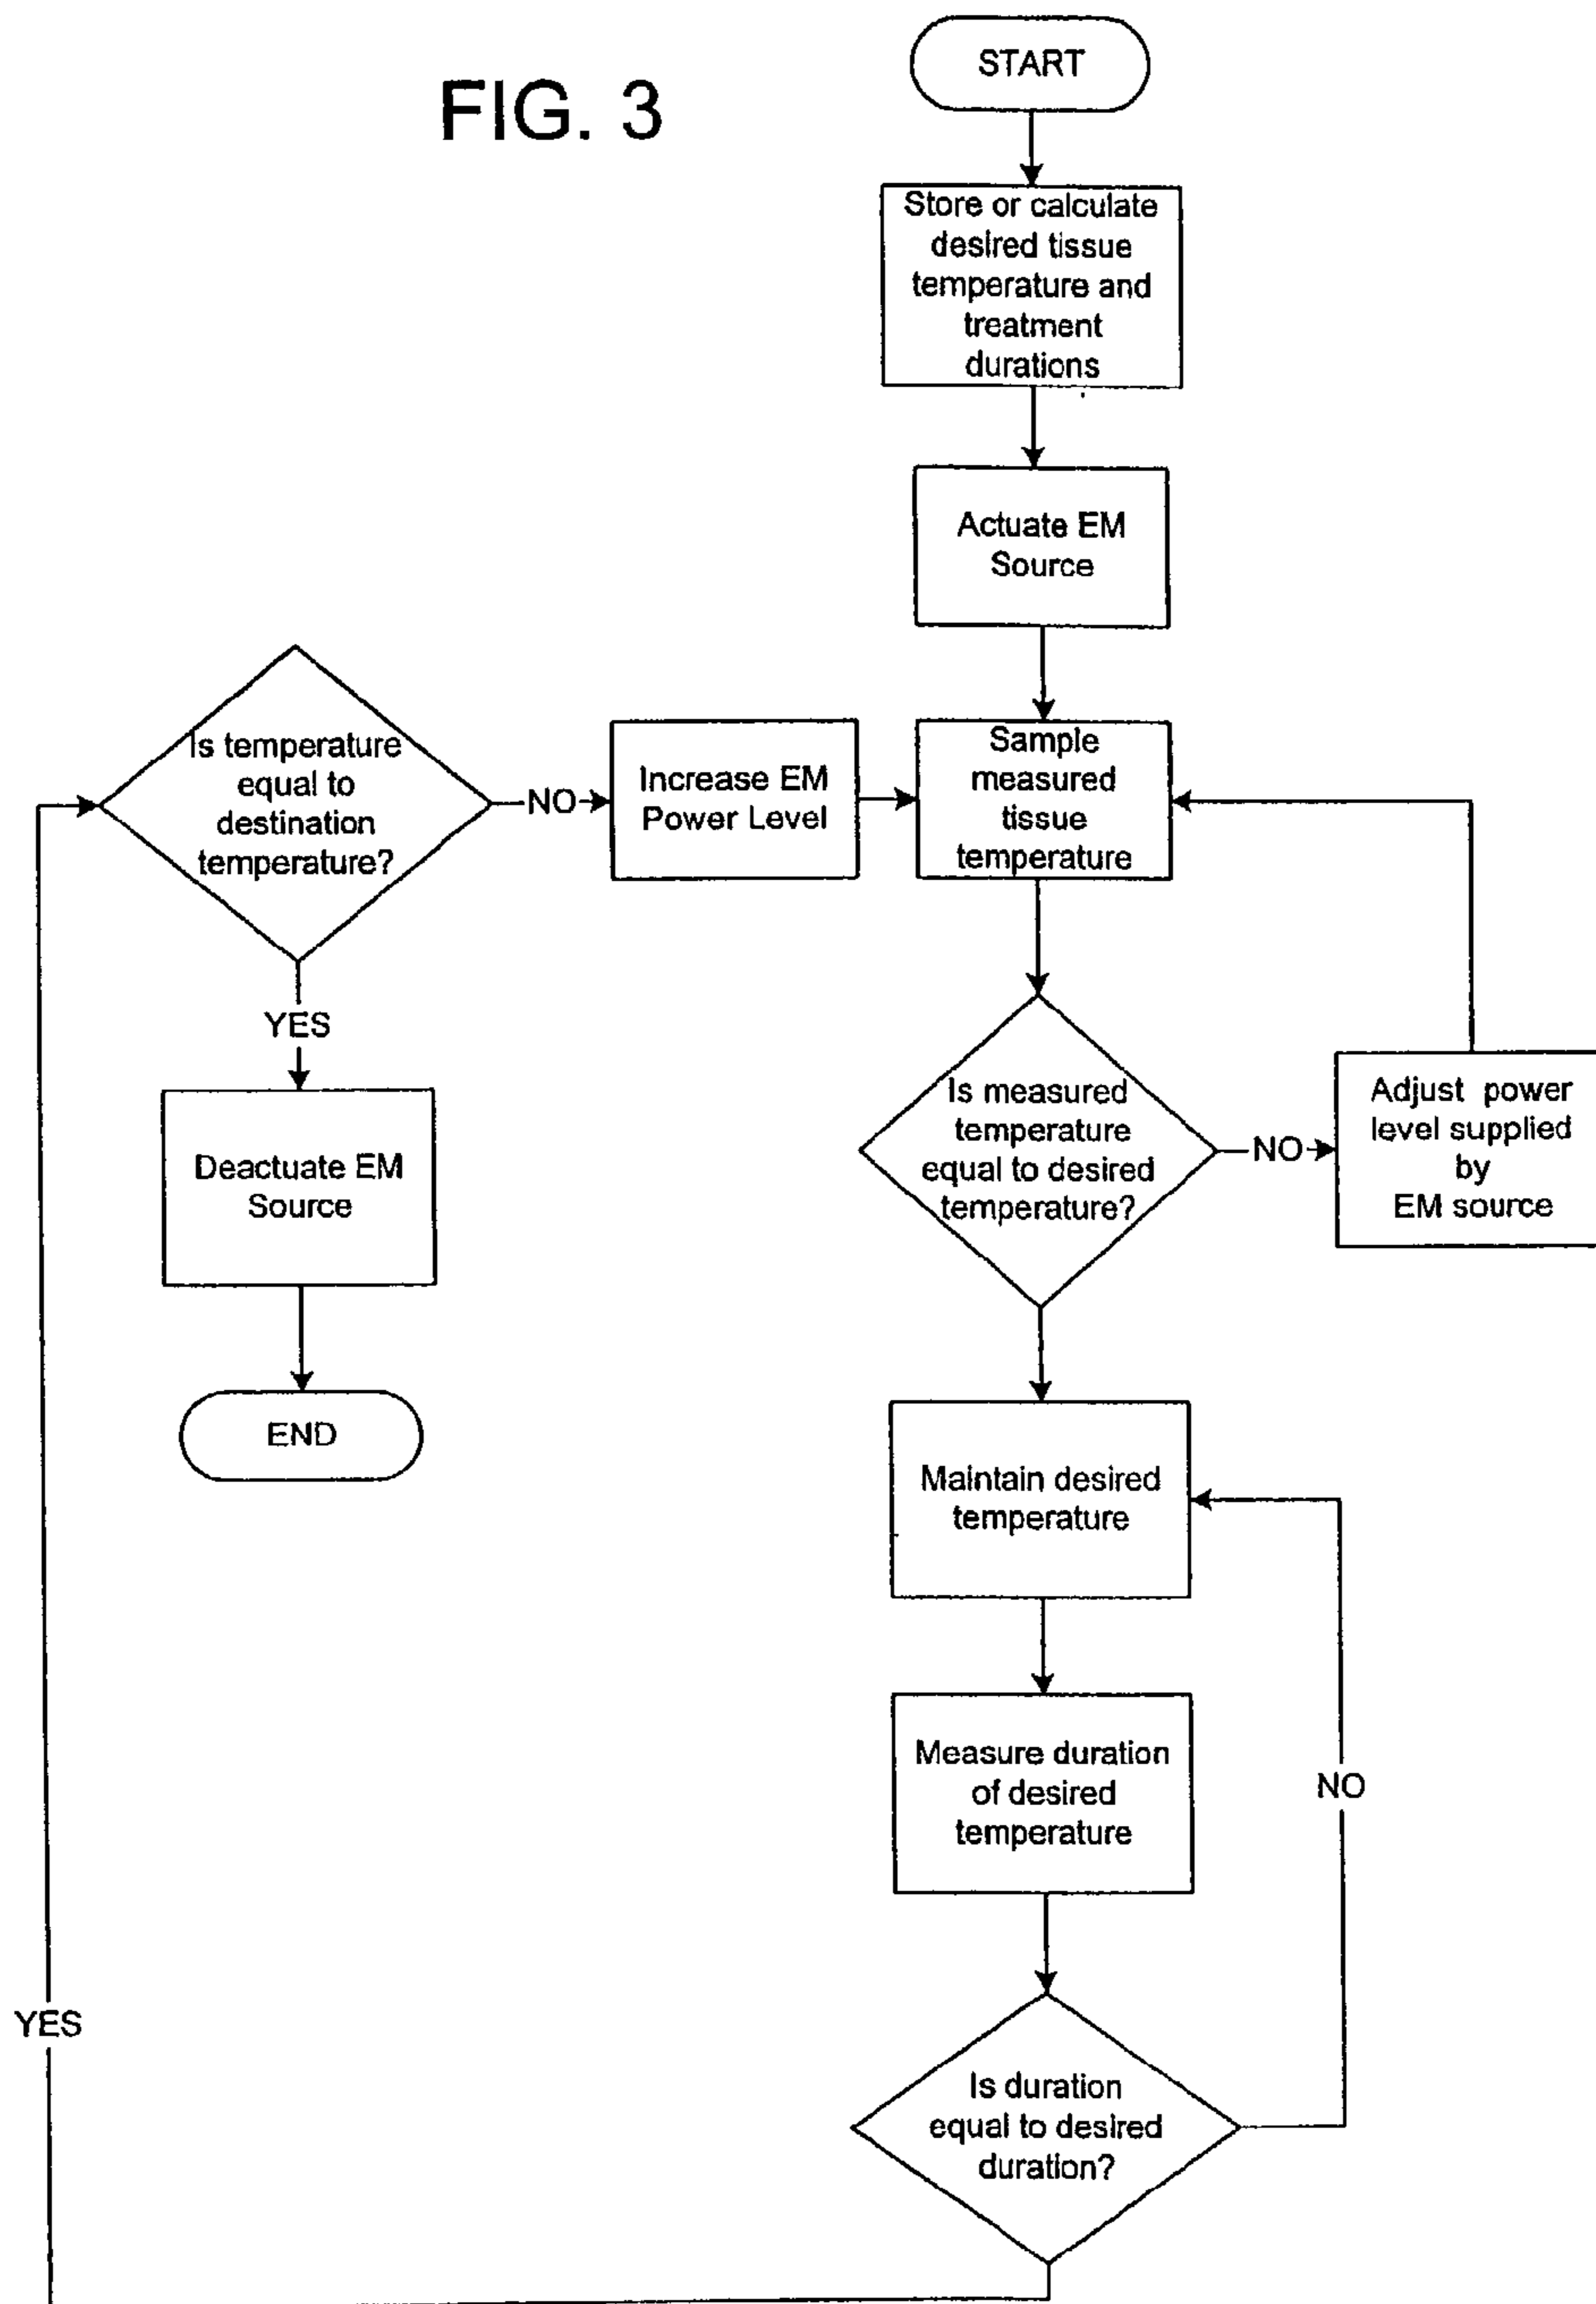 FIG. 3
START
Store or calculate
desired tissue
temperature and
treatment
durations
Actuate EM
Source
Is temperature
equal to
destination
temperature?
NO
Increase EM
Power Level
Sample
measured
tissue
temperature
YES
Deactuate EM
Source
END
Is measured
temperature
equal to desired
temperature?
NO
Adjust power
level supplied
by
EM source
Maintain desired
temperature
Measure duration
of desired
temperature
NO
YES
Is duration
equal to desired
duration?